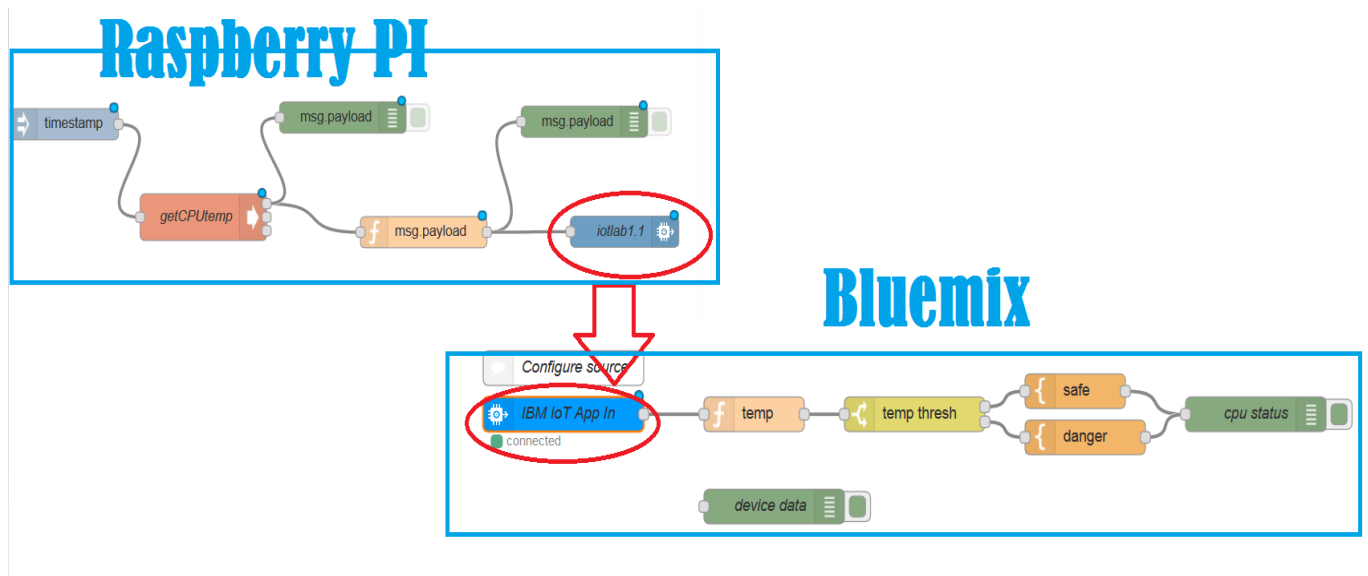 Raspberry PI
timestamp
msg.payload
msg.payload
getCPUtemp
msg.payload
iotlab1.1
Bluemix
Configure source
IBM IoT App In
connected
temp
temp thresh
safe
danger
cpu status
device data